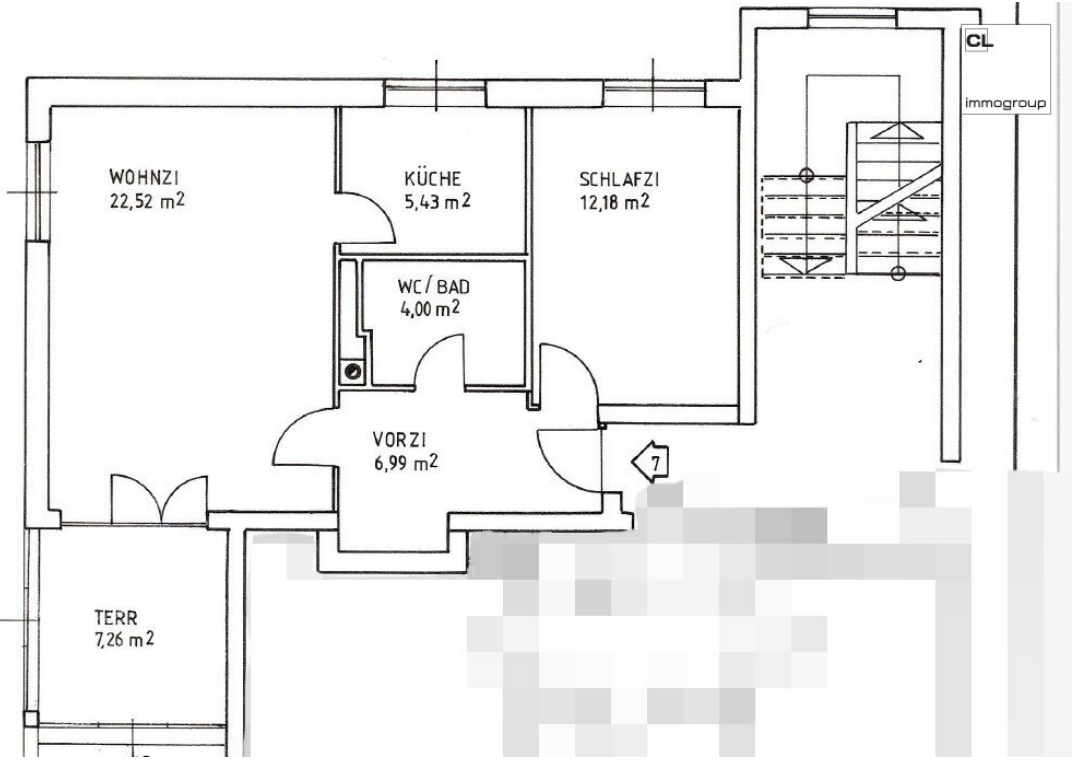 CL
immogroup
WOHNZI
22,52 m²
KÜCHE
5,43 m²
SCHLAFZI
12,18 m²
WC/BAD
4,00 m²
VORZI
6,99 m²
7
TERR
7,26 m²